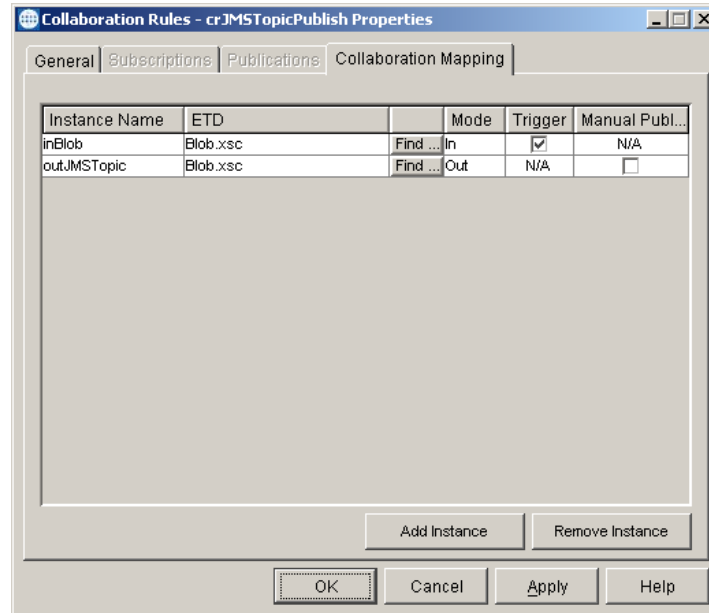 Collaboration Rules - crJMSTopicPublish Properties
General Subscriptions Publications Collaboration Mapping
Instance Name ETD Mode Trigger Manual Publ...
inBlob Blob.xsc Find ... In N/A
outJMSTopic Blob.xsc Find ... Out N/A
Add Instance Remove Instance
OK Cancel Apply Help